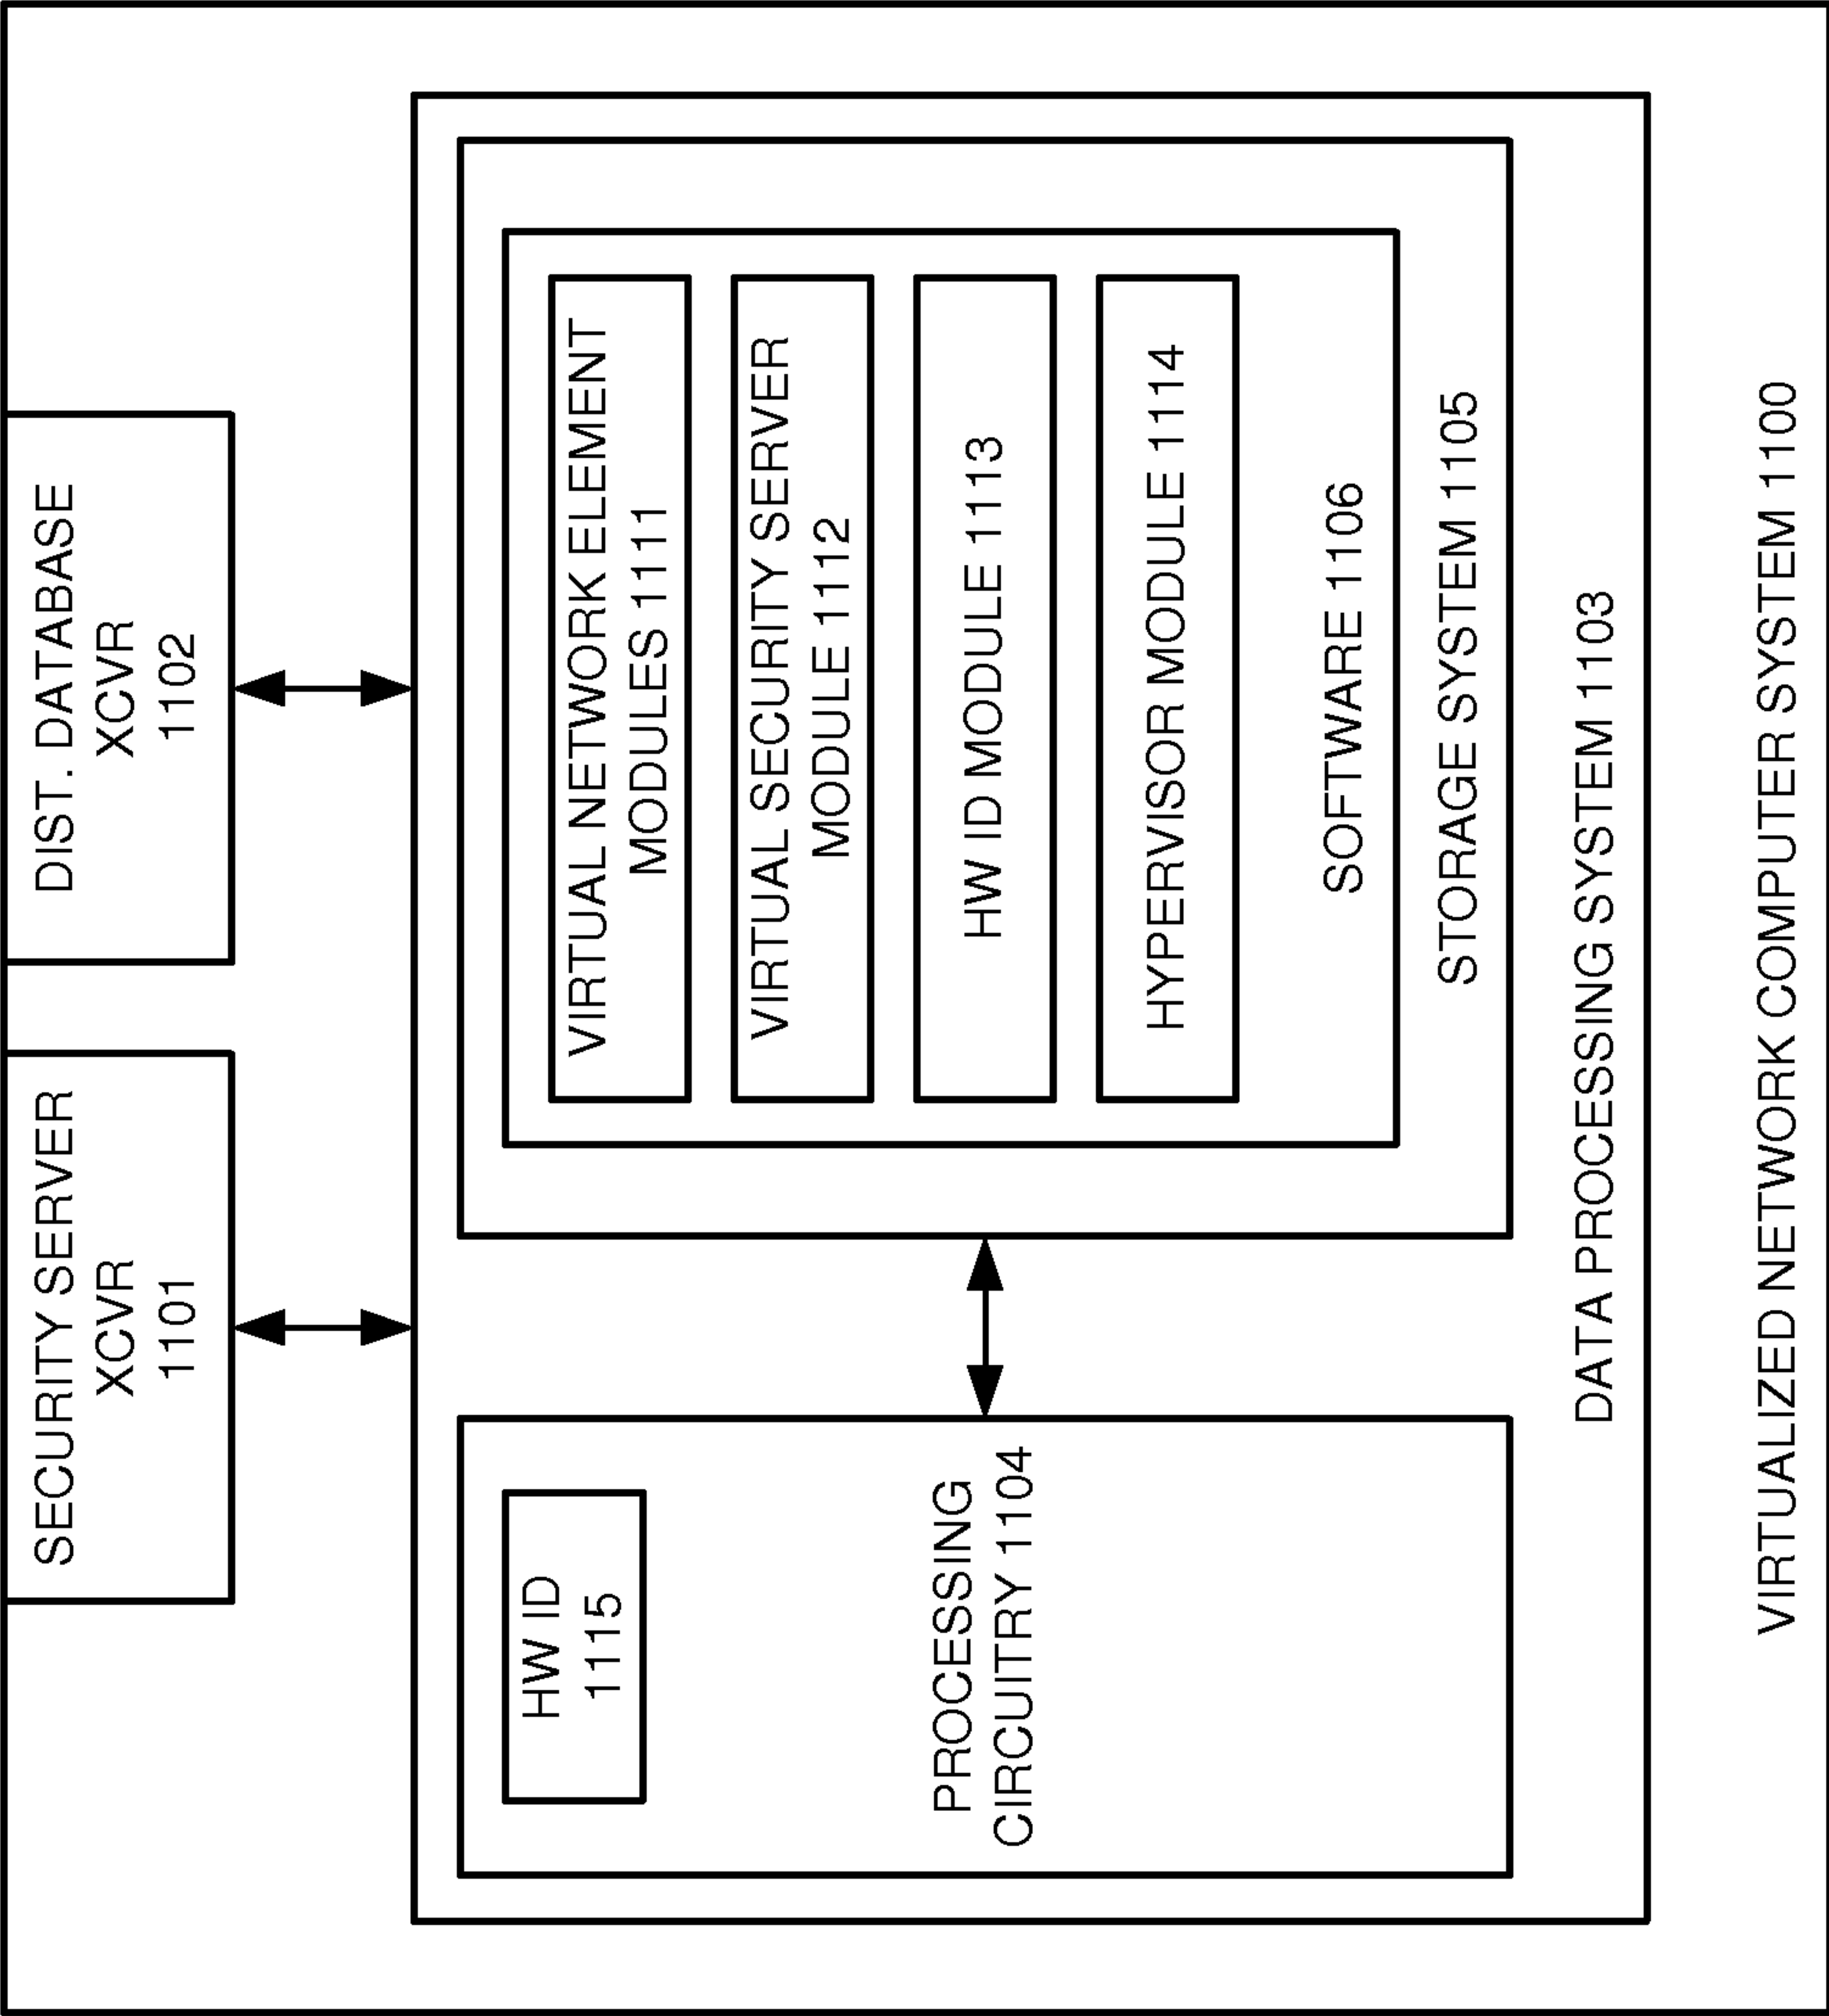 SECURITY SERVER
XCVR
1101
DIST. DATABASE
XCVR
1102
HW ID
1115
PROCESSING
CIRCUITRY 1104
VIRTUAL NETWORK ELEMENT
MODULES 1111
VIRTUAL SECURITY SERVER
MODULE 1112
HW ID MODULE 1113
HYPERVISOR MODULE 1114
SOFTWARE 1106
STORAGE SYSTEM 1105
DATA PROCESSING SYSTEM 1103
VIRTUALIZED NETWORK COMPUTER SYSTEM 1100